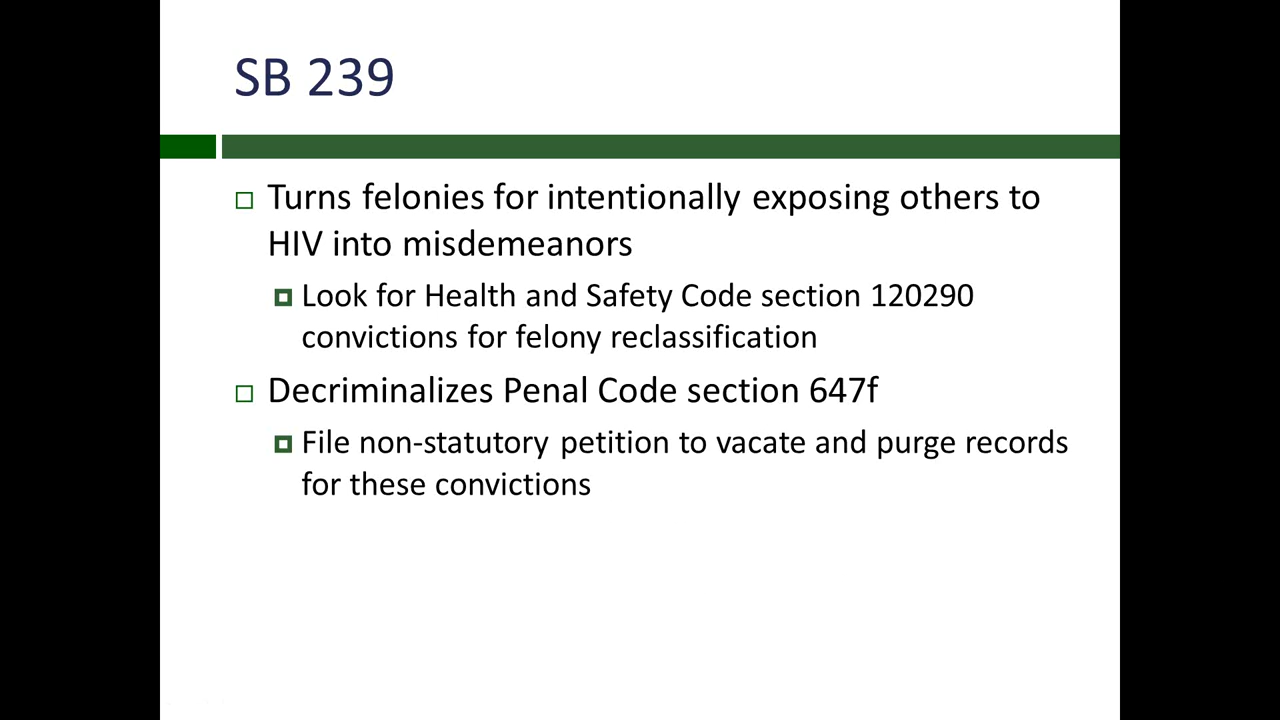 SB 239
Turns felonies for intentionally exposing others to
HIV into misdemeanors
Look for Health and Safety Code section 120290
convictions for felony reclassification
Decriminalizes Penal Code section 647f
File non-statutory petition to vacate and purge records
for these convictions